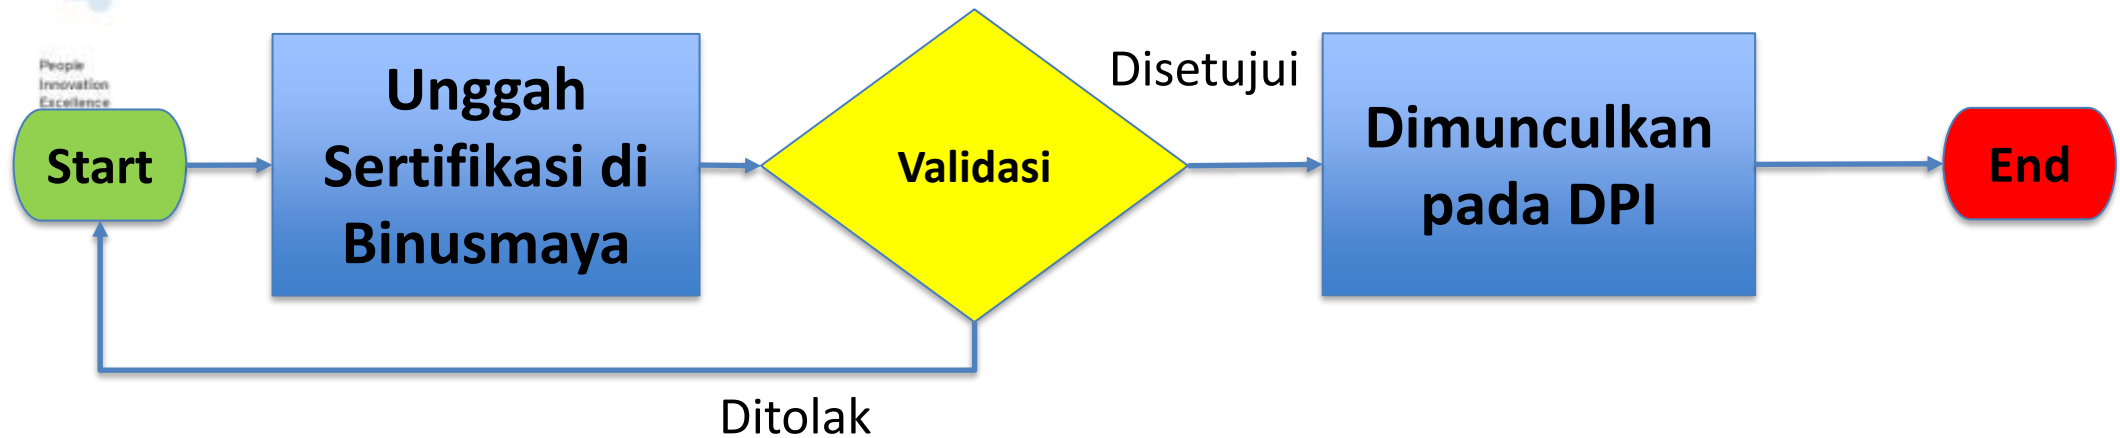 People
Innovation
Excellence
Start
Unggah
Sertifikasi di
Binusmaya
Validasi
Disetujui
Dimunculkan
pada DPI
End
Ditolak